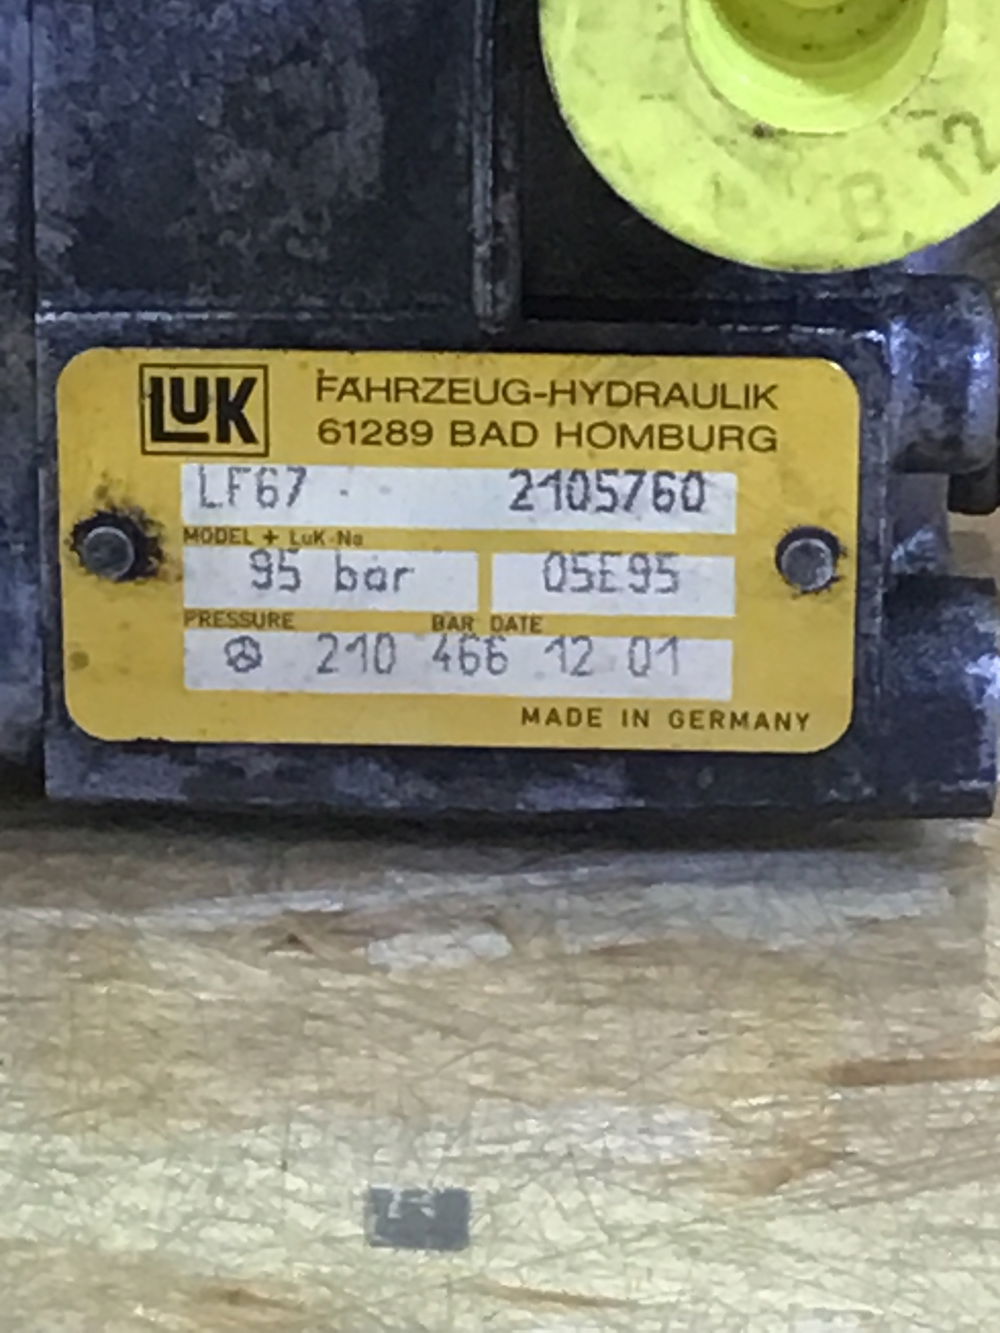 B 12
LUK
FAHRZEUG-HYDRAULIK
61289 BAD HOMBURG
LF67 2105760
MODEL + LuK-No
95 bar 05E95
PRESSURE BAR DATE
210 466 12 01
MADE IN GERMANY